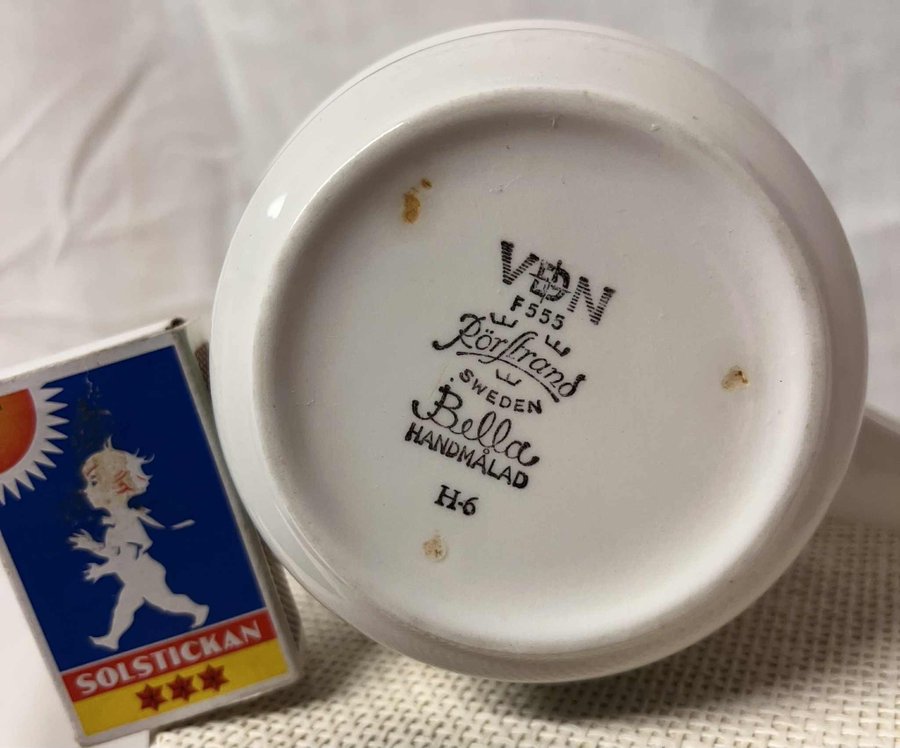 VDN
F555
Rörstrand
SWEDEN
Bella
HANDMÅLAD
H-6
SOLSTICKAN